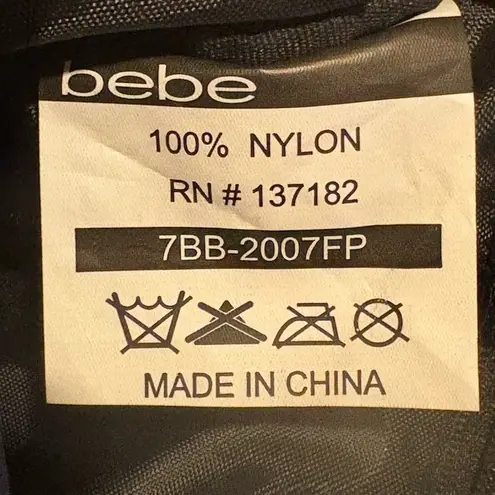 bebe
100% NYLON
RN # 137182
7BB-2007FP
MADE IN CHINA